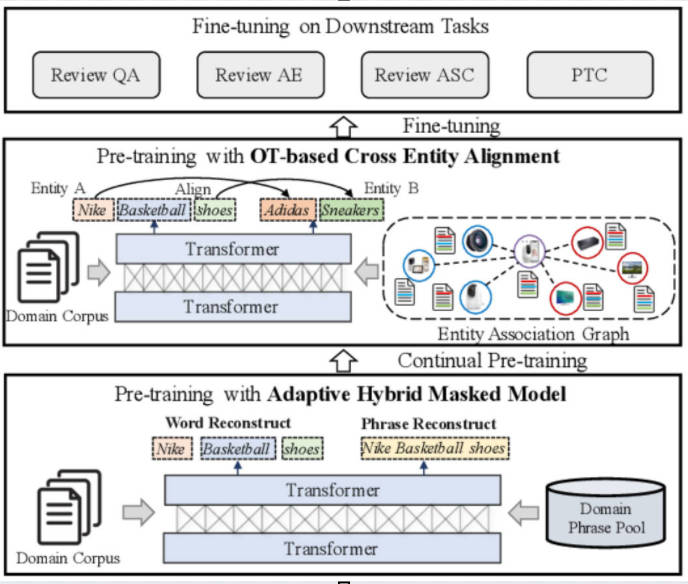 Fine-tuning on Downstream Tasks
Review QA
Review AE
Review ASC
PTC
Fine-tuning
Pre-training with OT-based Cross Entity Alignment
Entity A
Align
Entity B
Nike
Basketball
shoes
Adidas
Sneakers
Transformer
Transformer
Domain Corpus
Entity Association Graph
Continual Pre-training
Pre-training with Adaptive Hybrid Masked Model
Word Reconstruct
Phrase Reconstruct
Nike
Basketball
shoes
Nike Basketball shoes
Transformer
Transformer
Domain Corpus
Domain
Phrase Pool